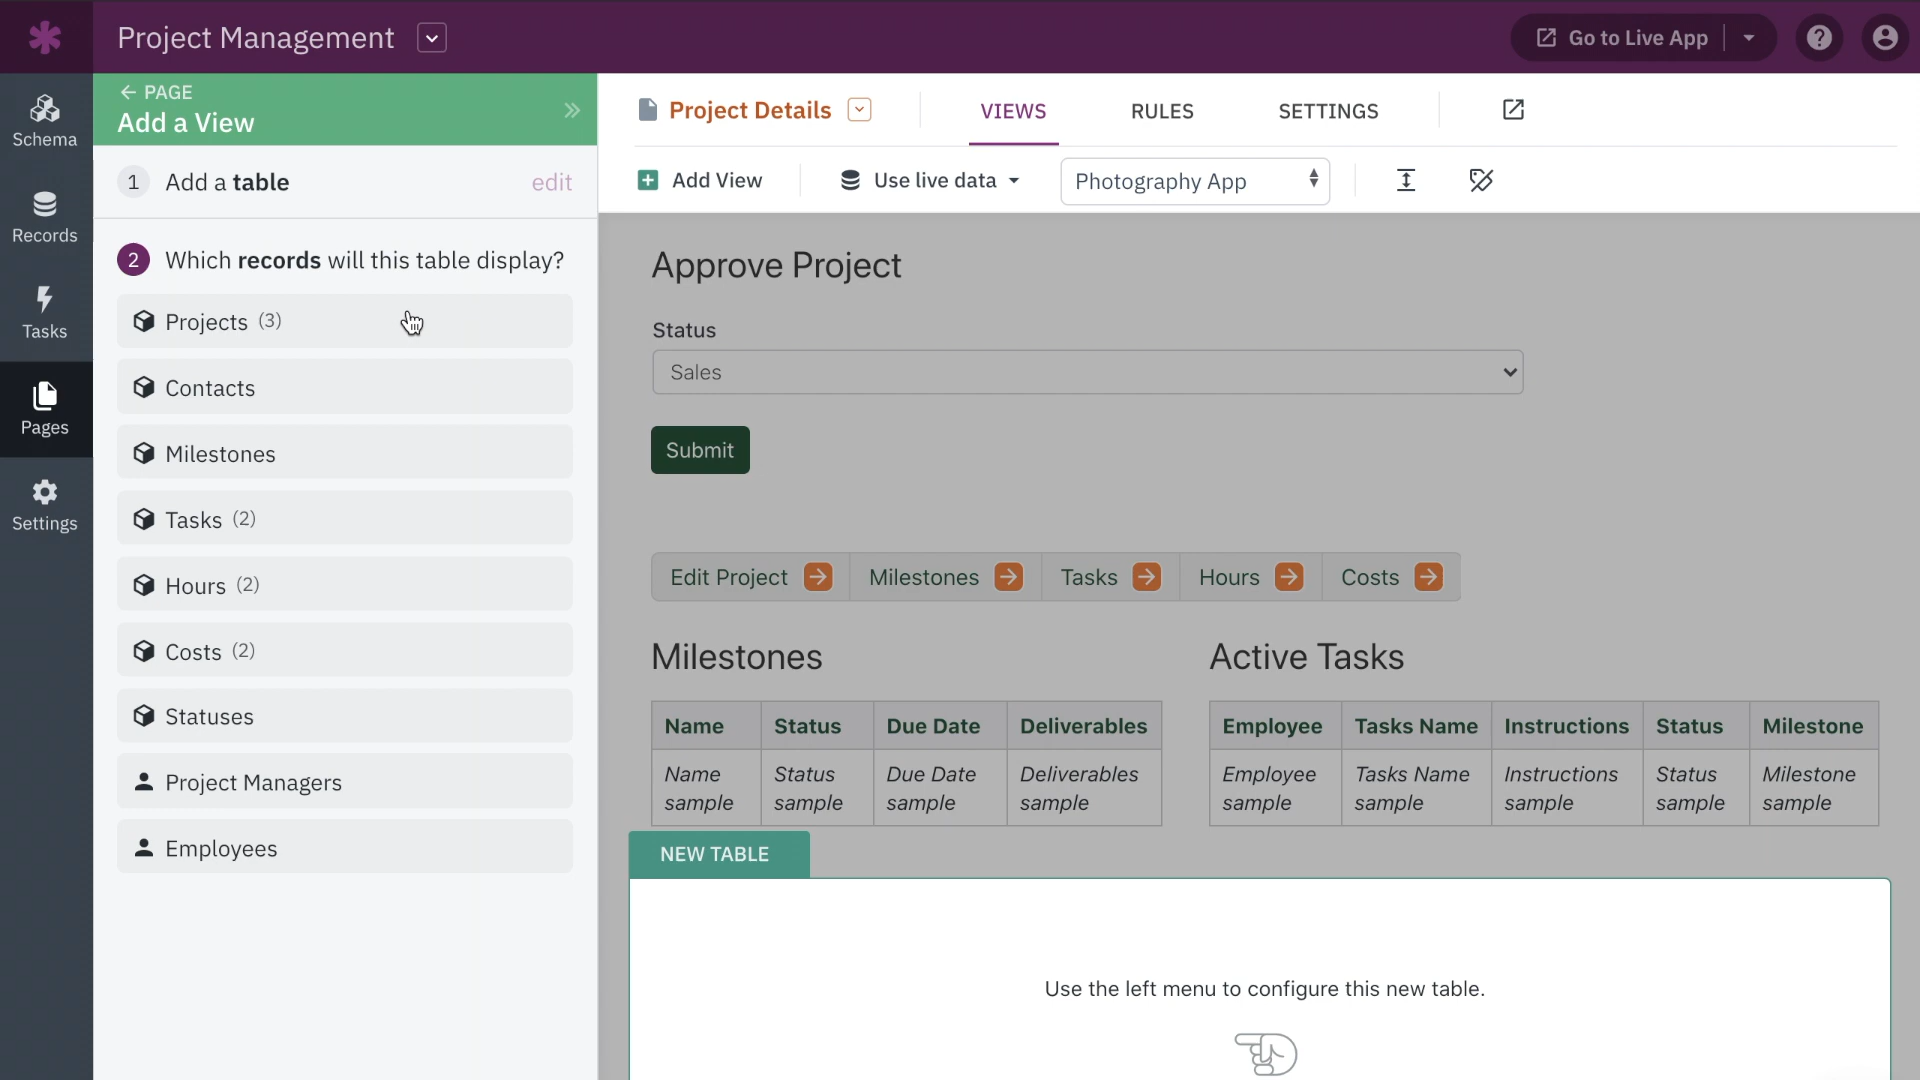 Project Management
Go to Live App
Schema
Records
Tasks
Pages
Settings
← PAGE
Add a View
1 Add a table edit
2 Which records will this table display?
Projects (3)
Contacts
Milestones
Tasks (2)
Hours (2)
Costs (2)
Statuses
Project Managers
Employees
Project Details VIEWS RULES SETTINGS
Add View Use live data Photography App
Approve Project
Status
Sales
Submit
Edit Project Milestones Tasks Hours Costs
Milestones
Name Status Due Date Deliverables
Name sample Status sample Due Date sample Deliverables sample
Active Tasks
Employee Tasks Name Instructions Status Milestone
Employee sample Tasks Name sample Instructions sample Status sample Milestone sample
NEW TABLE
Use the left menu to configure this new table.